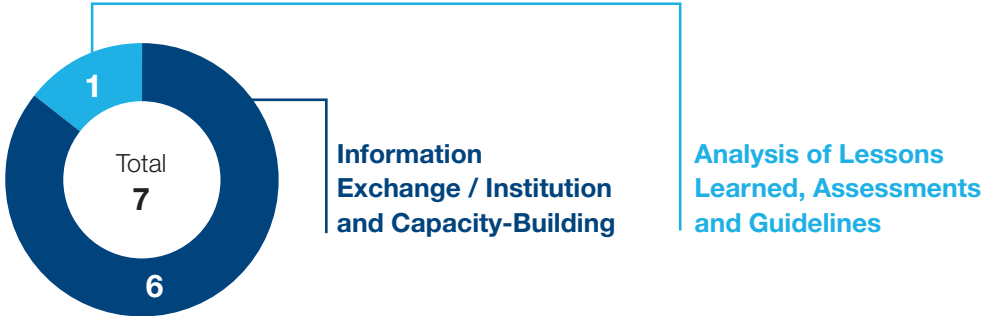 1
Total
7
6
Information
Exchange / Institution
and Capacity-Building
Analysis of Lessons
Learned, Assessments
and Guidelines